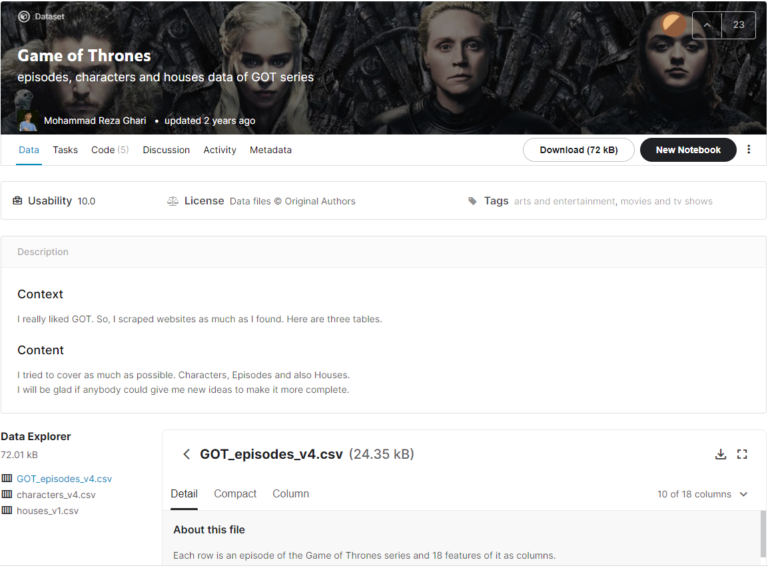 Dataset
23
Game of Thrones
episodes, characters and houses data of GOT series
Mohammad Reza Ghari • updated 2 years ago
Data Tasks Code (5) Discussion Activity Metadata Download (72 kB) New Notebook
Usability 10.0 License Data files © Original Authors Tags arts and entertainment, movies and tv shows
Description
Context
I really liked GOT. So, I scraped websites as much as I found. Here are three tables.
Content
I tried to cover as much as possible. Characters, Episodes and also Houses.
I will be glad if anybody could give me new ideas to make it more complete.
Data Explorer
72.01 kB
GOT_episodes_v4.csv
characters_v4.csv
houses_v1.csv
GOT_episodes_v4.csv (24.35 kB)
Detail Compact Column 10 of 18 columns
About this file
Each row is an episode of the Game of Thrones series and 18 features of it as columns.